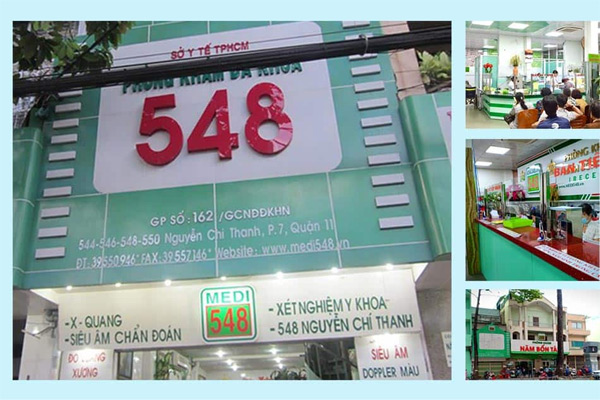 SỞ Y TẾ TPHCM
PHÒNG KHÁM ĐA KHOA
548
GP SỐ: 162 /GCNĐĐKHN
544-546-548-550 Nguyễn Chí Thanh, P.7, Quận 11
ĐT: 39550946* FAX: 39557146* Website: www.medi548.vn
MEDI
548
-X- QUANG
-SIÊU ÂM CHẨN ĐOÁN
-XÉT NGHIỆM Y KHOA
- 548 NGUYỄN CHÍ THANH
ĐO LOÃNG
XƯƠNG
SIÊU ÂM
DOPPLER MÀU